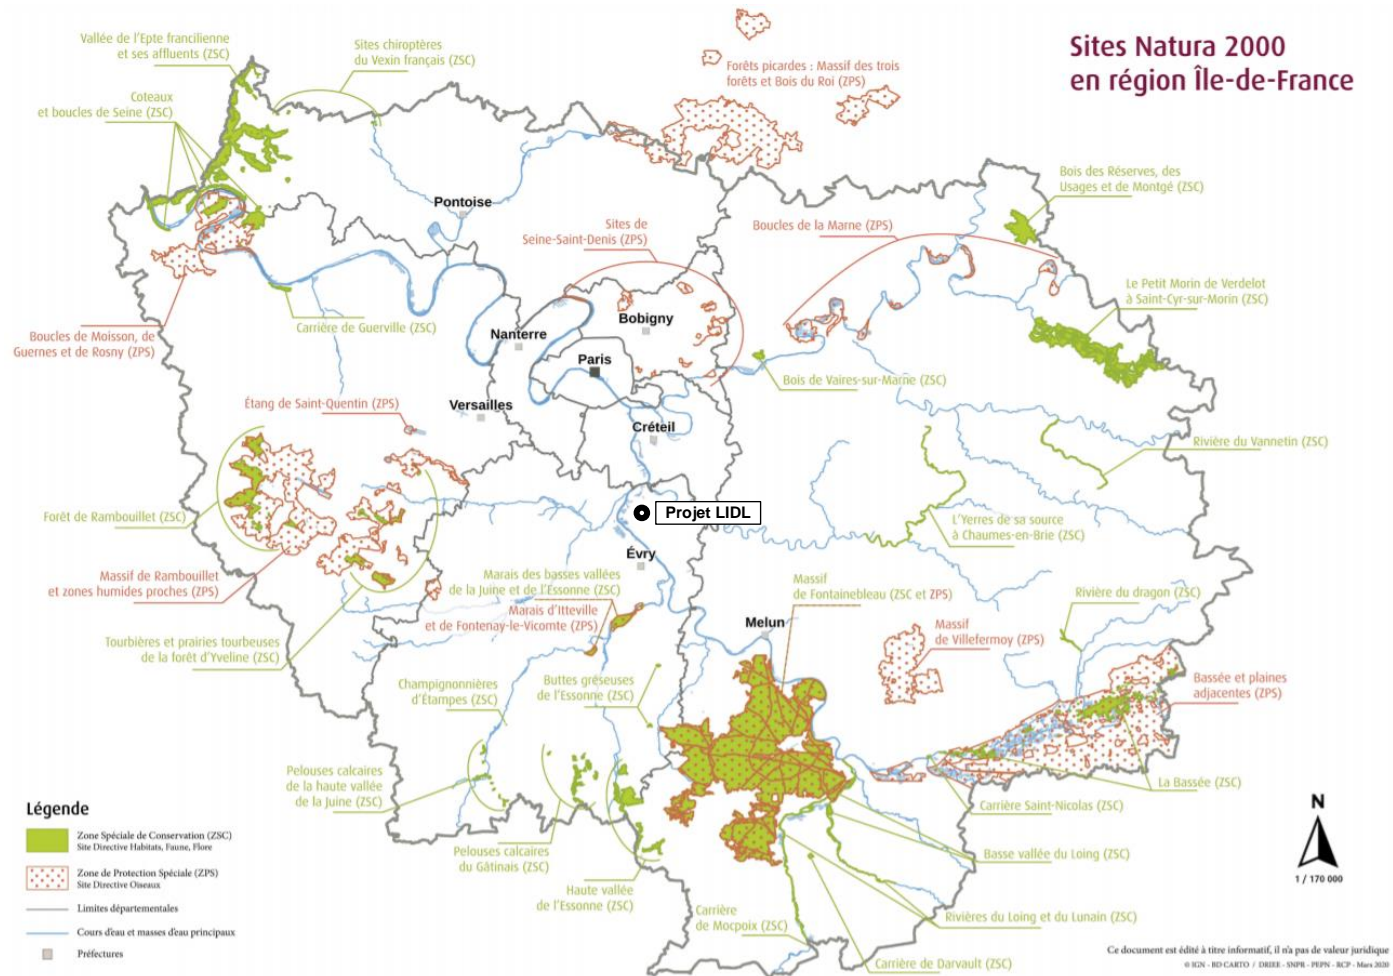 Sites Natura 2000
en région Île-de-France
Vallée de l'Epte francilienne
et ses affluents (ZSC)
Sites chiroptères
du Vexin français (ZSC)
Forêts picardes : Massif des trois
forêts et Bois du Roi (ZPS)
Coteaux
et boucles de Seine (ZSC)
Bois des Réserves, des
Usages et de Montgé (ZSC)
Pontoise
Sites de
Seine-Saint-Denis (ZPS)
Boucles de la Marne (ZPS)
Le Petit Morin de Verdelot
à Saint-Cyr-sur-Morin (ZSC)
Boucles de Moisson, de
Guernes et de Rosny (ZPS)
Carrière de Guerville (ZSC)
Nanterre
Bobigny
Paris
Bois de Vaires-sur-Marne (ZSC)
Étang de Saint-Quentin (ZPS)
Versailles
Créteil
Rivière du Vannetin (ZSC)
Forêt de Rambouillet (ZSC)
Projet LIDL
L'Yerres de sa source
à Chaumes-en-Brie (ZSC)
Évry
Massif de Rambouillet
et zones humides proches (ZPS)
Marais des basses vallées
de la Juine et de l'Essonne (ZSC)
Marais d'Itteville
et de Fontenay-le-Vicomte (ZPS)
Massif
de Fontainebleau (ZSC et ZPS)
Rivière du dragon (ZSC)
Melun
Massif
de Villefermoy (ZPS)
Tourbières et prairies tourbeuses
de la forêt d'Yveline (ZSC)
Champignonnières
d'Étampes (ZSC)
Buttes gréseuses
de l'Essonne (ZSC)
Bassée et plaines
adjacentes (ZPS)
Pelouses calcaires
de la haute vallée
de la Juine (ZSC)
La Bassée (ZSC)
Carrière Saint-Nicolas (ZSC)
Pelouses calcaires
du Gâtinais (ZSC)
Basse vallée du Loing (ZSC)
Haute vallée
de l'Essonne (ZSC)
Carrière
de Mocpoix (ZSC)
Rivières du Loing et du Lunain (ZSC)
Carrière de Darvault (ZSC)
Légende
Zone Spéciale de Conservation (ZSC)
Site Directive Habitats, Faune, Flore
Zone de Protection Spéciale (ZPS)
Site Directive Oiseaux
Limites départementales
Cours d'eau et masses d'eau principaux
Préfectures
N
1 / 170 000
Ce document est édité à titre informatif, il n'a pas de valeur juridique
© IGN - BD CARTO / DRIEE - SNPR - PEPN - RCP - Mars 2020